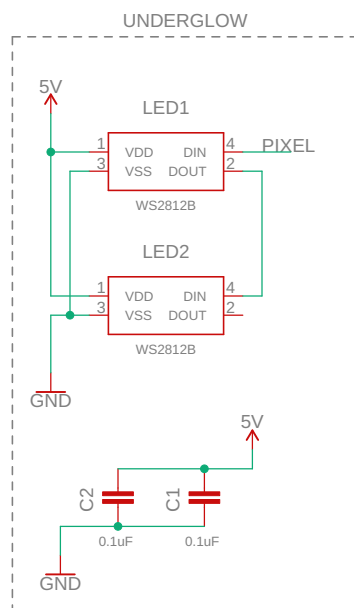 UNDERGLOW
5V
LED1
1 VDD DIN 4 PIXEL
3 VSS DOUT 2
WS2812B
LED2
1 VDD DIN 4
3 VSS DOUT 2
WS2812B
GND
5V
C2 C1
0.1uF 0.1uF
GND